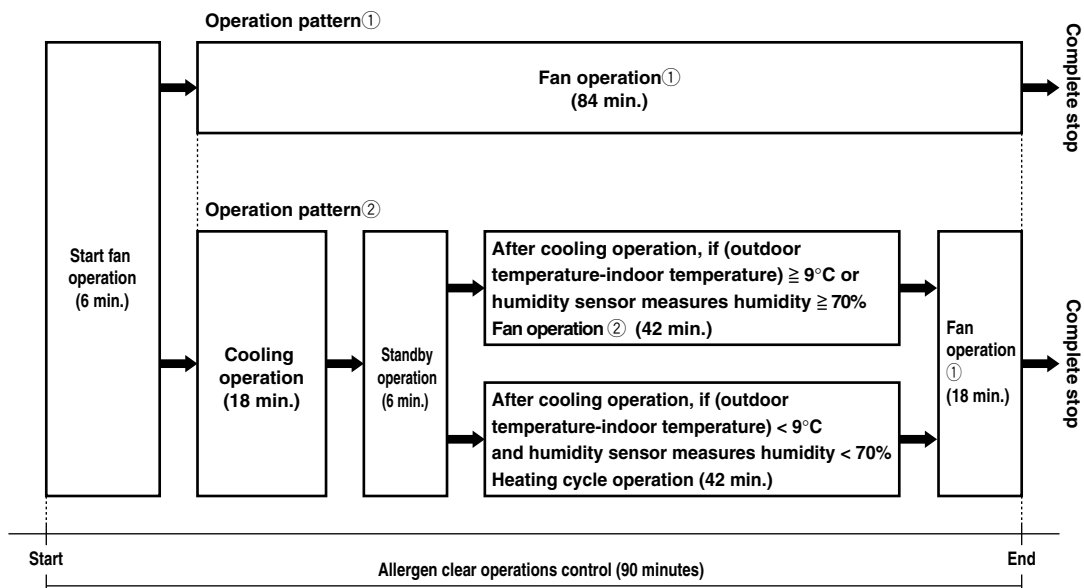 Operation pattern①
Start fan
operation
(6 min.)
Fan operation①
(84 min.)
Complete stop
Operation pattern②
Cooling
operation
(18 min.)
Standby
operation
(6 min.)
After cooling operation, if (outdoor
temperature-indoor temperature) ≧ 9°C or
humidity sensor measures humidity ≧ 70%
Fan operation ② (42 min.)
After cooling operation, if (outdoor
temperature-indoor temperature) < 9°C
and humidity sensor measures humidity < 70%
Heating cycle operation (42 min.)
Fan
operation
①
(18 min.)
Complete stop
Start
End
Allergen clear operations control (90 minutes)